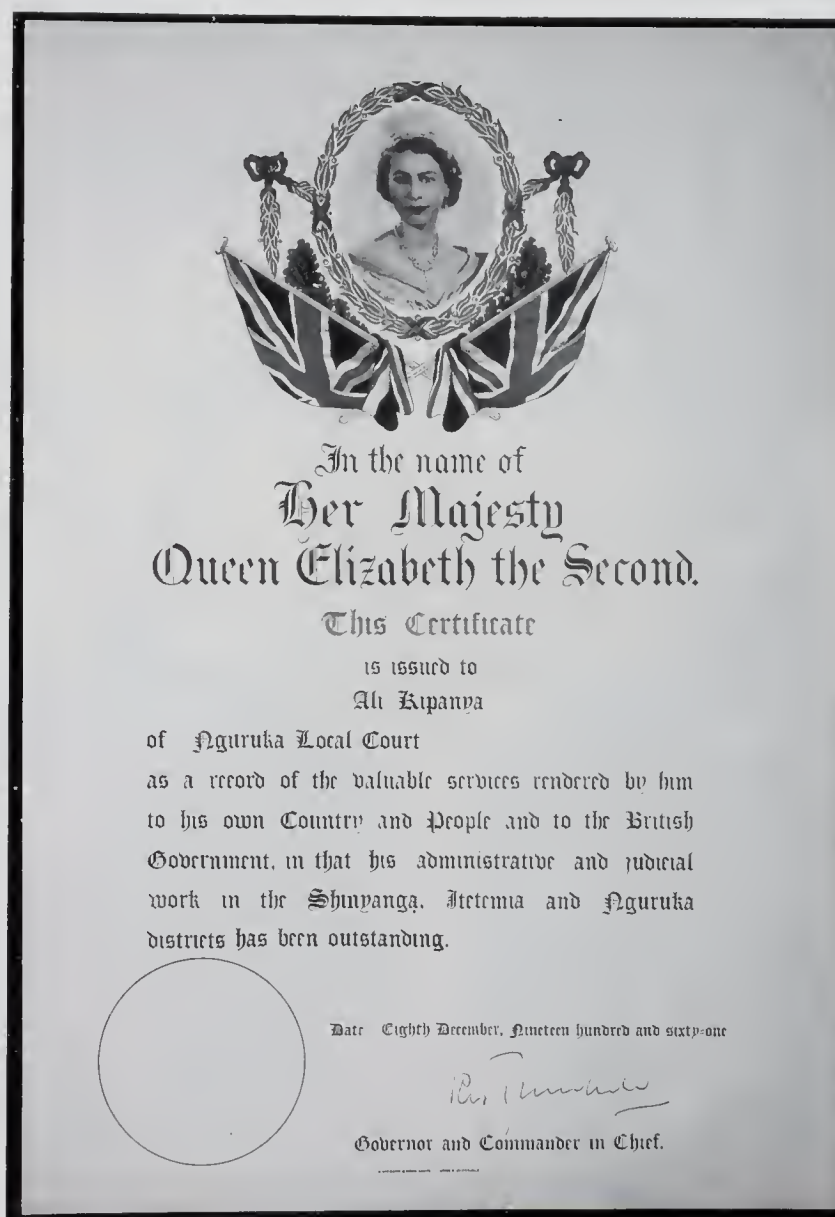 In the name of
Her Majesty
Queen Elizabeth the Second.
This Certificate
is issued to
Ali Kipanya
of Nguruka Local Court
as a record of the valuable services rendered by him
to his own Country and People and to the British
Government, in that his administrative and judicial
work in the Shinyanga, Itetemia and Nguruka
districts has been outstanding.
Date Eighth December, Nineteen hundred and sixty=one
Governor and Commander in Chief.